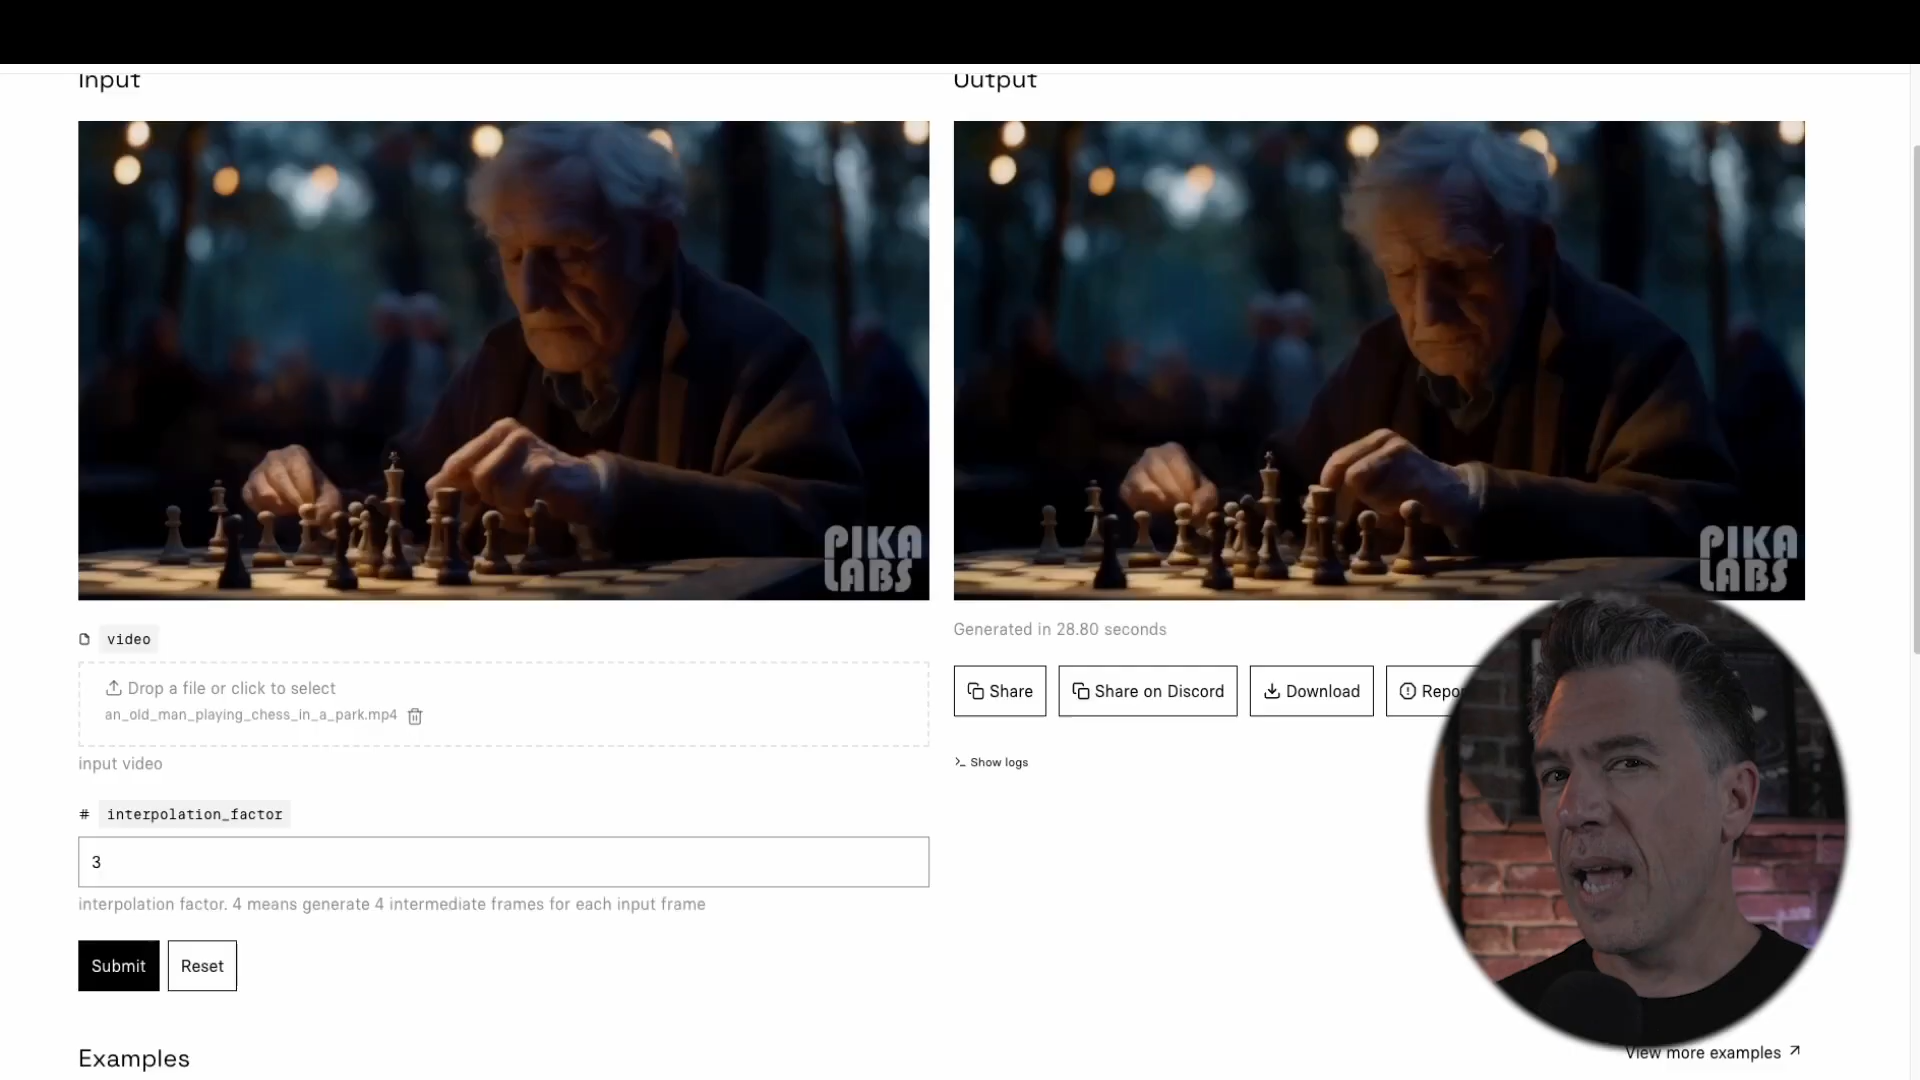 Input
Output
PIKA
LABS
PIKA
LABS
video
Drop a file or click to select
an_old_man_playing_chess_in_a_park.mp4
input video
# interpolation_factor
3
interpolation factor. 4 means generate 4 intermediate frames for each input frame
Submit
Reset
Generated in 28.80 seconds
Share
Share on Discord
Download
Repo
>_ Show logs
Examples
View more examples